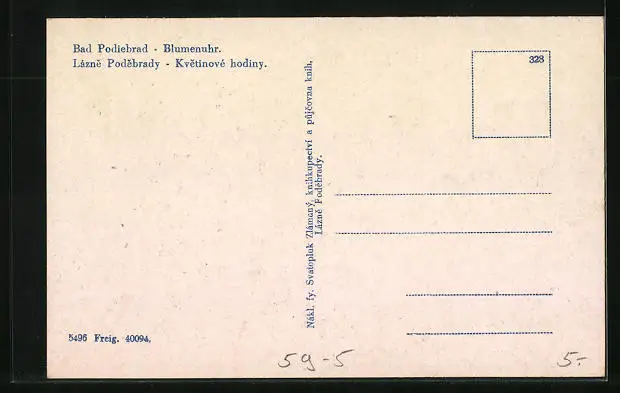 Bad Podiebrad - Blumenuhr.
Lázně Poděbrady - Květinové hodiny.
328
Nákl. fy. Svatopluk Zlámaný, knihkupectví a půjčovna knih,
Lázně Poděbrady.
5496 Freig. 40094.
59-5
5.-